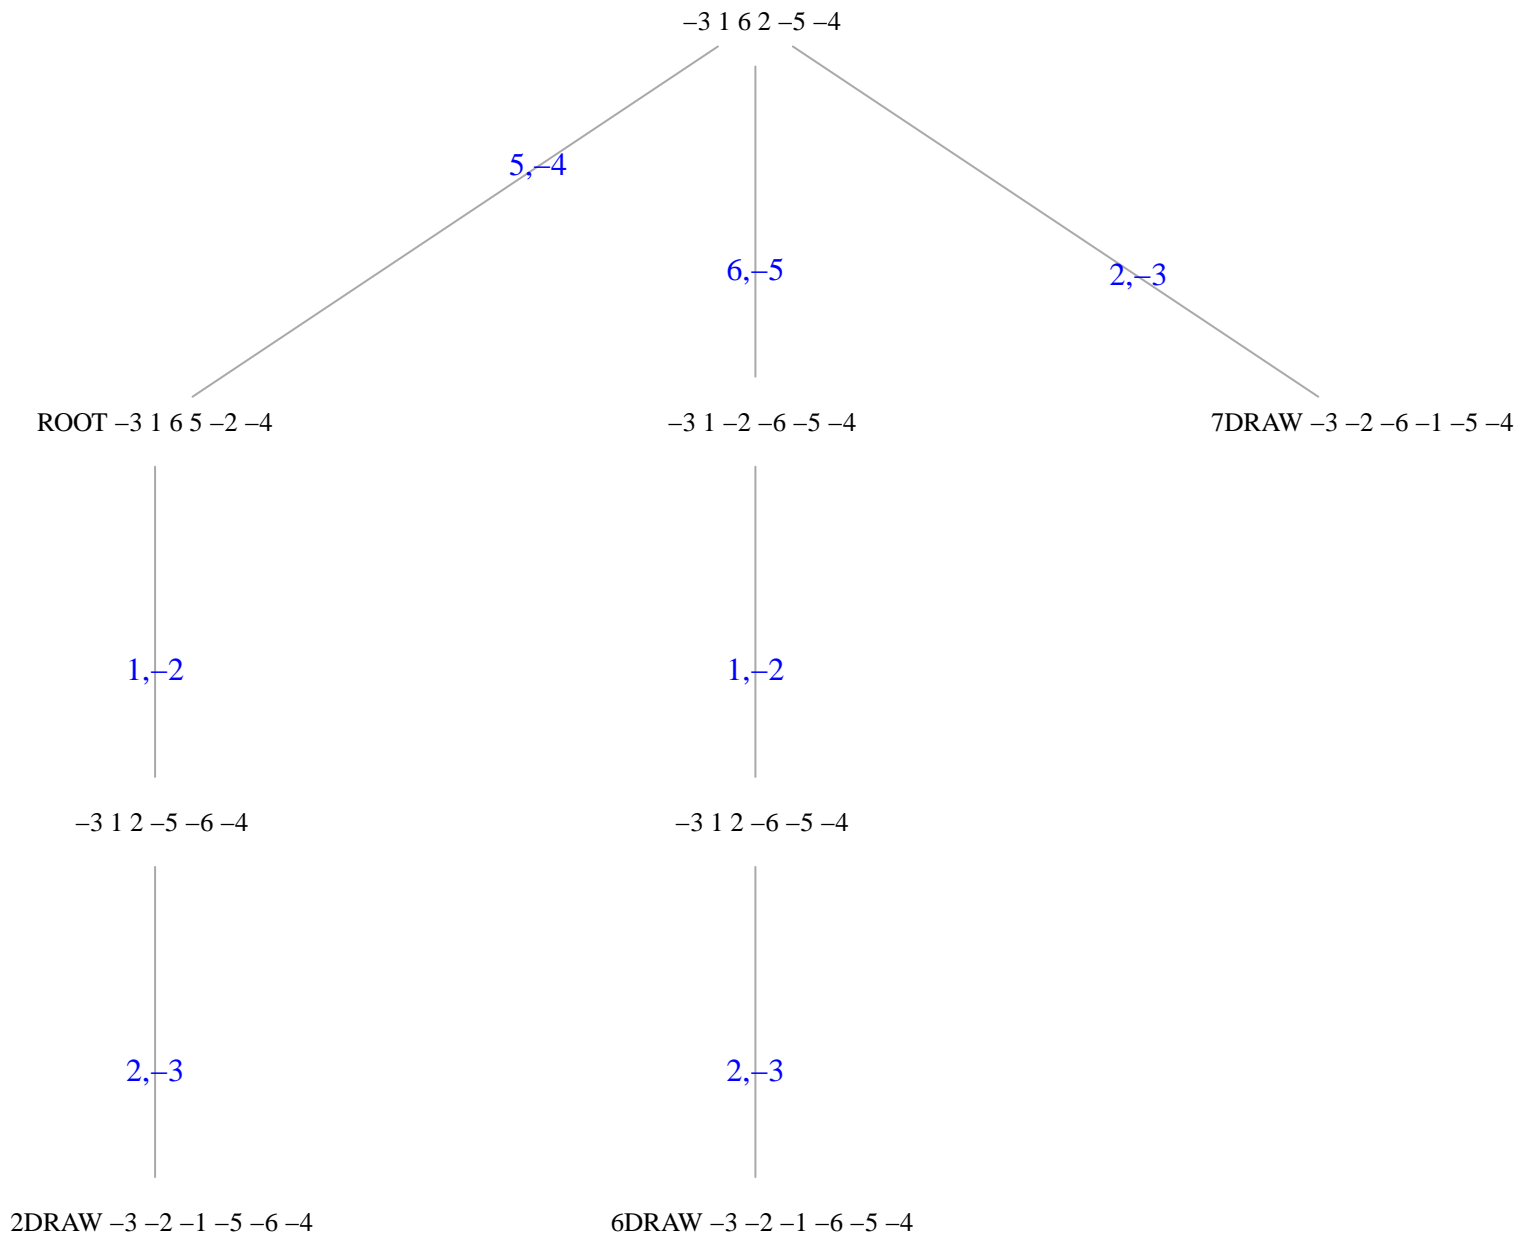 –3 1 6 2 –5 –4
5,–4
6,–5
2,–3
ROOT –3 1 6 5 –2 –4
–3 1 –2 –6 –5 –4
7DRAW –3 –2 –6 –1 –5 –4
1,–2
1,–2
–3 1 2 –5 –6 –4
–3 1 2 –6 –5 –4
2,–3
2,–3
2DRAW –3 –2 –1 –5 –6 –4
6DRAW –3 –2 –1 –6 –5 –4